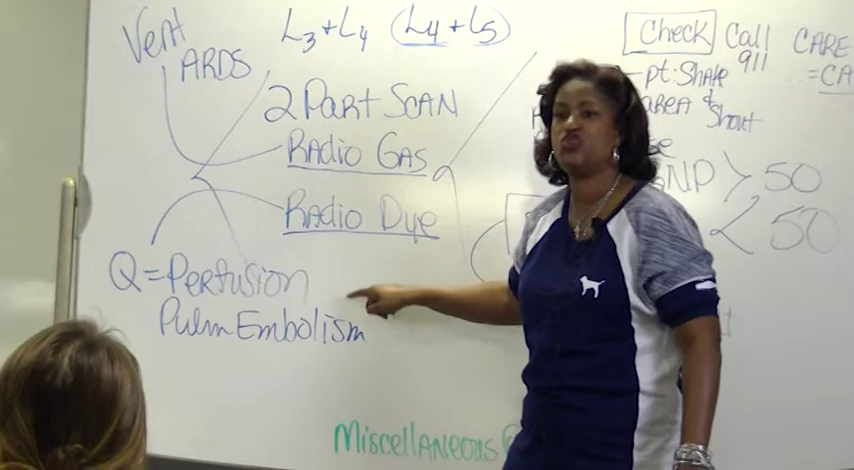 Vent
ARDS
L3+L4 L4+L5
2 Part Scan
Radio Gas
Radio Dye
Q=Perfusion
Pulm Embolism
Check Call
911
CARE
pt: Shake
area & Shout
BNP > 50
< 50
Miscellaneous